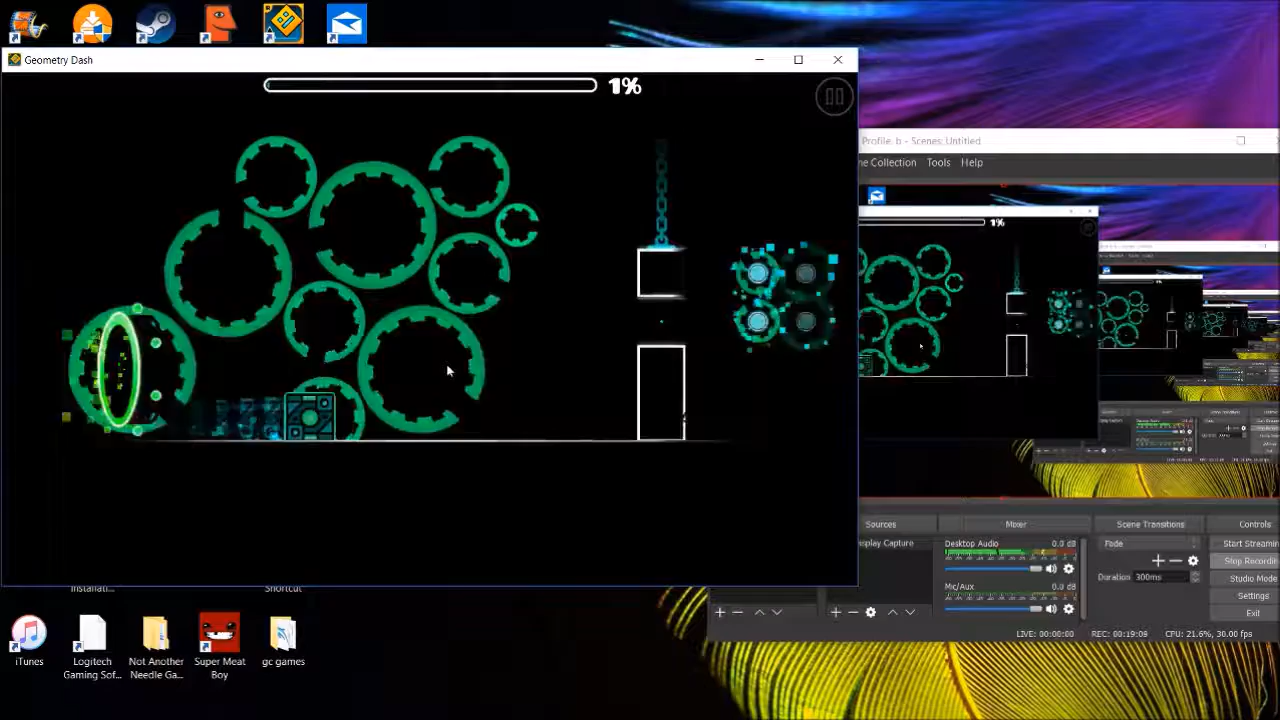 Geometry Dash
1%
Profile: b - Scenes: Untitled
ne Collection Tools Help
1%
Sources
Mixer
Scene Transitions
Controls
isplay Capture
Desktop Audio 0.0 dB
Fade
Start Streamin
Duration 300ms
Stop Recordin
Mic/Aux 0.0 dB
Studio Mode
Settings
Exit
LIVE: 00:00:00 REC: 00:19:09 CPU: 21.6%, 30.00 fps
Installati...
Shortcut
iTunes
Logitech
Gaming Sof...
Not Another
Needle Ga...
Super Meat
Boy
gc games